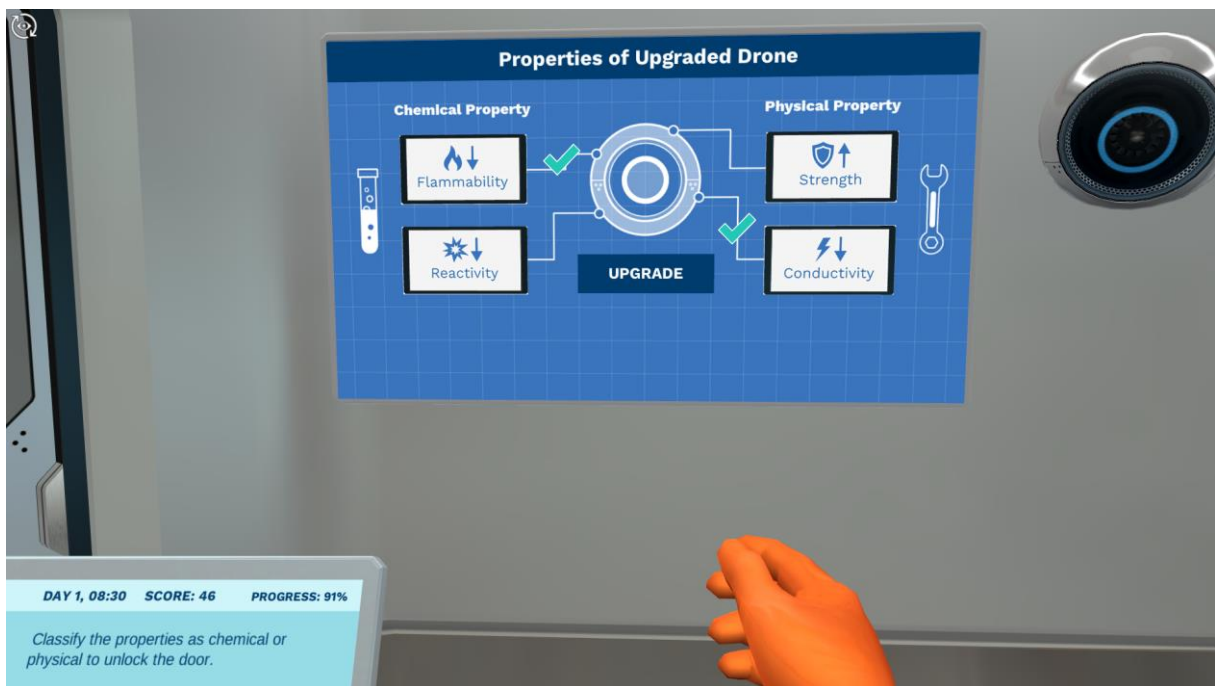 Properties of Upgraded Drone
Chemical Property
Physical Property
Flammability
Strength
Reactivity
UPGRADE
Conductivity
DAY 1, 08:30 SCORE: 46 PROGRESS: 91%
Classify the properties as chemical or
physical to unlock the door.